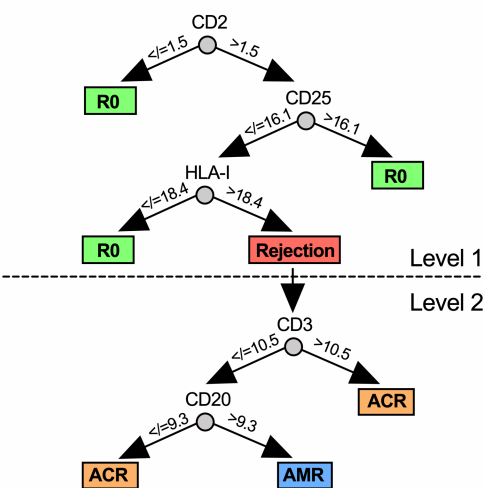 CD2
</=1.5 >1.5
R0
CD25
</=16.1 >16.1
HLA-I
R0
</=18.4 >18.4
R0
Rejection
Level 1
Level 2
CD3
</=10.5 >10.5
CD20
ACR
</=9.3 >9.3
ACR
AMR